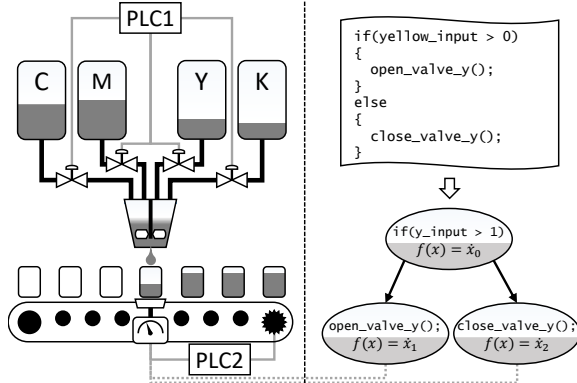 PLC1
C
M
Y
K
PLC2
if(yellow_input > 0)
{
open_valve_y();
}
else
{
close_valve_y();
}
if(y_input > 1)
f(x) = ẋ₀
open_valve_y();
f(x) = ẋ₁
close_valve_y();
f(x) = ẋ₂